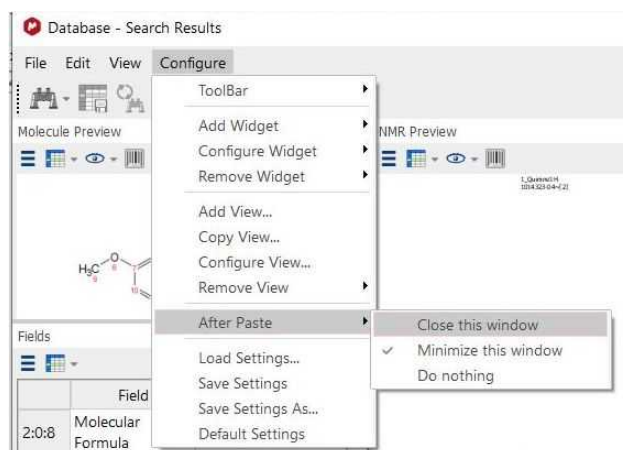 Database - Search Results
File Edit View Configure
Molecule Preview
NMR Preview
ToolBar
Add Widget
Configure Widget
Remove Widget
Add View...
Copy View...
Configure View...
Remove View
After Paste
Load Settings...
Save Settings
Save Settings As...
Default Settings
Close this window
Minimize this window
Do nothing
H3C
O
Fields
Field
2:0:8
Molecular
Formula